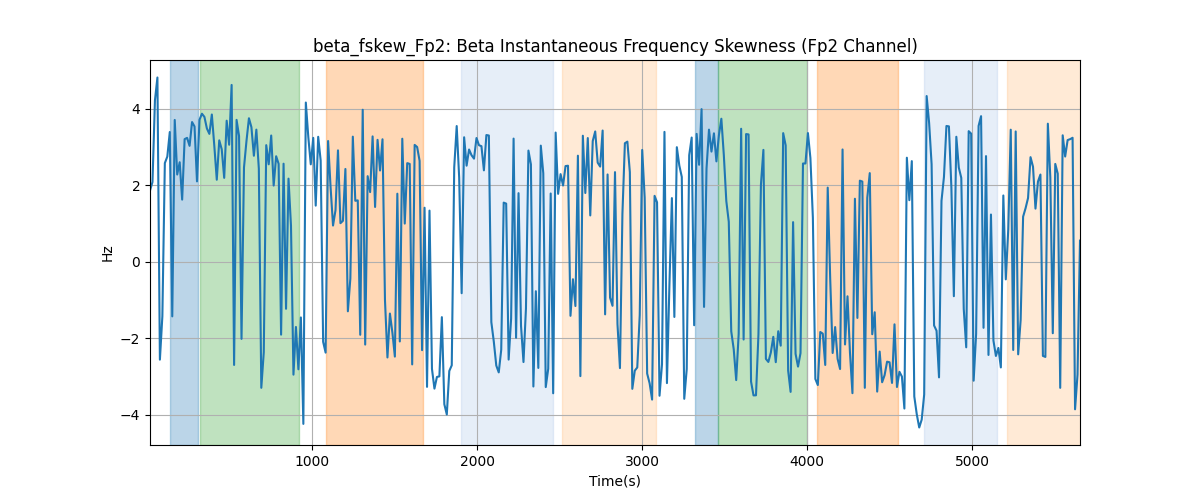 beta_fskew_Fp2: Beta Instantaneous Frequency Skewness (Fp2 Channel)
Hz
4
2
0
−2
−4
1000 2000 3000 4000 5000
Time(s)